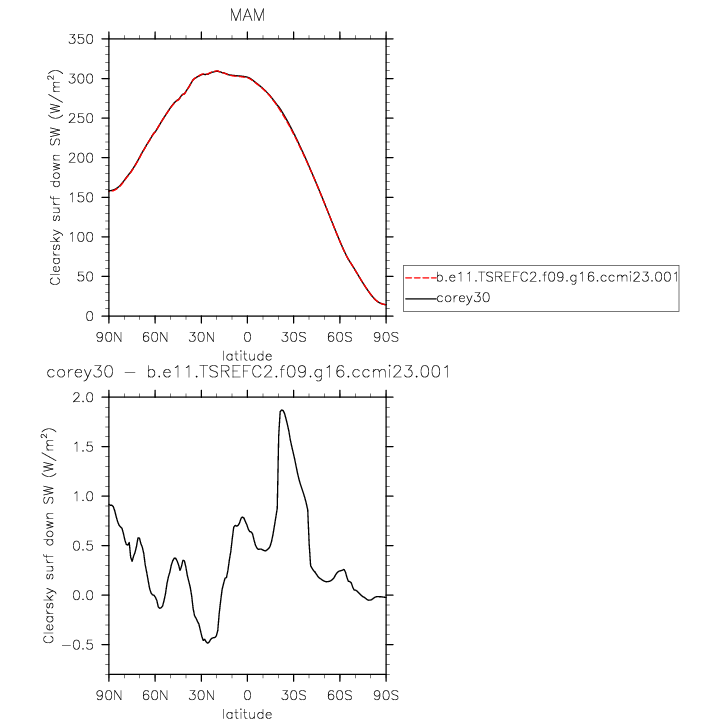 MAM
350
300
250
200
150
100
50
0
Clearsky surf down SW (W/m²)
90N 60N 30N 0 30S 60S 90S
latitude
b.e11.TSREFC2.f09.g16.ccmi23.001
corey30
corey30 − b.e11.TSREFC2.f09.g16.ccmi23.001
2.0
1.5
1.0
0.5
0.0
−0.5
Clearsky surf down SW (W/m²)
90N 60N 30N 0 30S 60S 90S
latitude